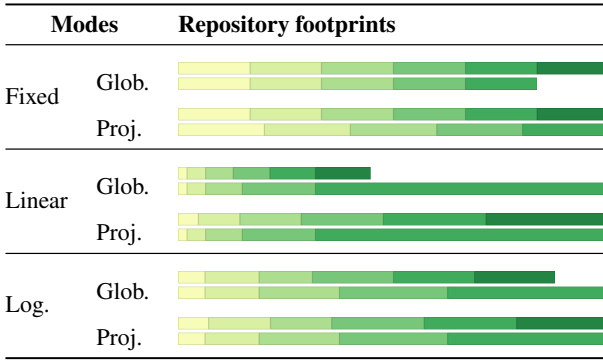 Modes Repository footprints
Glob.
Fixed
Proj.
Glob.
Linear
Proj.
Glob.
Log.
Proj.